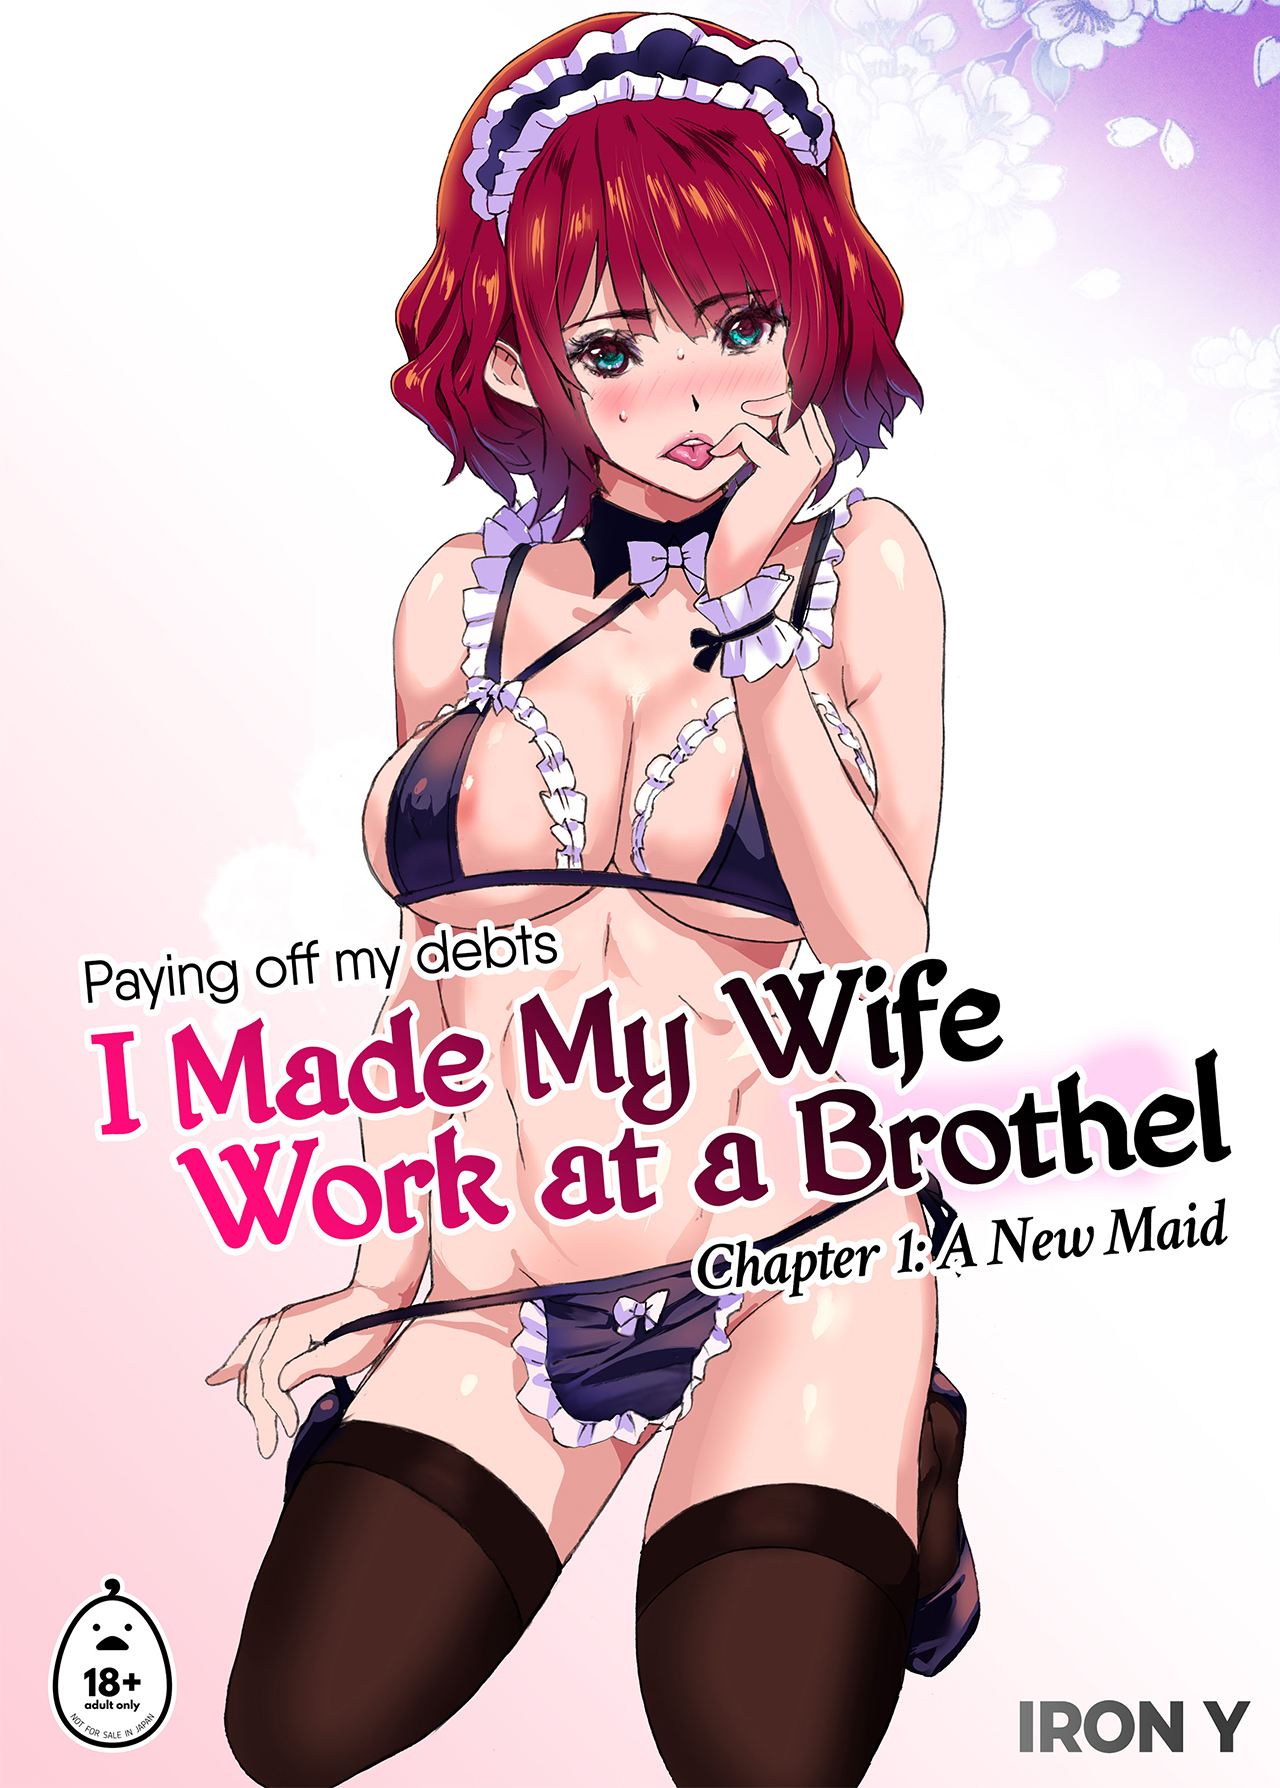 Paying off my debts
I Made My Wife
Work at a Brothel
Chapter 1: A New Maid
18+
adult only
NOT FOR SALE IN JAPAN
IRON Y